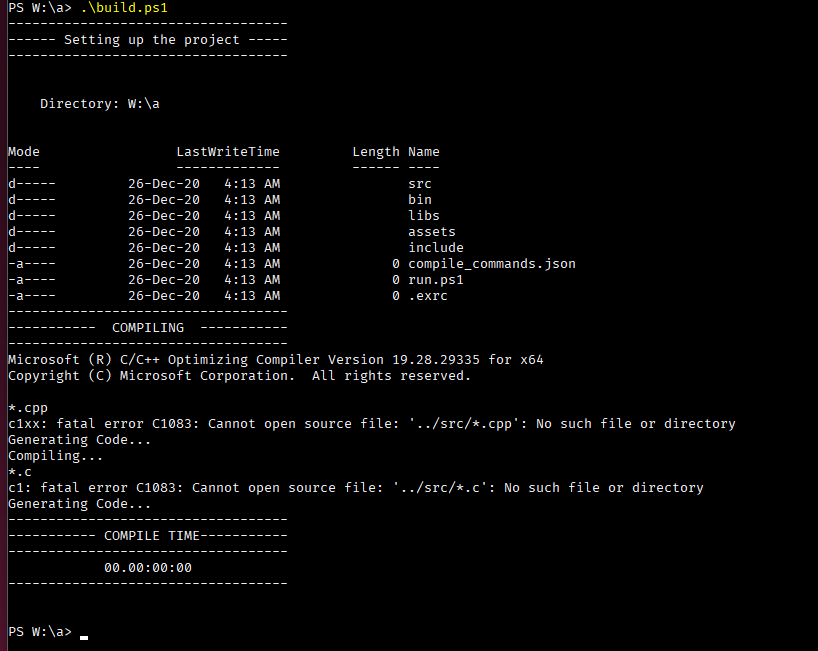 PS W:\a> .\build.ps1
-----------------------------------
------ Setting up the project -----
-----------------------------------
    Directory: W:\a
Mode                 LastWriteTime         Length Name
----                 -------------         ------ ----
d-----         26-Dec-20   4:13 AM                src
d-----         26-Dec-20   4:13 AM                bin
d-----         26-Dec-20   4:13 AM                libs
d-----         26-Dec-20   4:13 AM                assets
d-----         26-Dec-20   4:13 AM                include
-a----         26-Dec-20   4:13 AM              0 compile_commands.json
-a----         26-Dec-20   4:13 AM              0 run.ps1
-a----         26-Dec-20   4:13 AM              0 .exrc
-----------------------------------
-----------  COMPILING  -----------
-----------------------------------
Microsoft (R) C/C++ Optimizing Compiler Version 19.28.29335 for x64
Copyright (C) Microsoft Corporation.  All rights reserved.
*.cpp
c1xx: fatal error C1083: Cannot open source file: '../src/*.cpp': No such file or directory
Generating Code...
Compiling...
*.c
c1: fatal error C1083: Cannot open source file: '../src/*.c': No such file or directory
Generating Code...
-----------------------------------
----------- COMPILE TIME-----------
-----------------------------------
            00.00:00:00
-----------------------------------
PS W:\a>